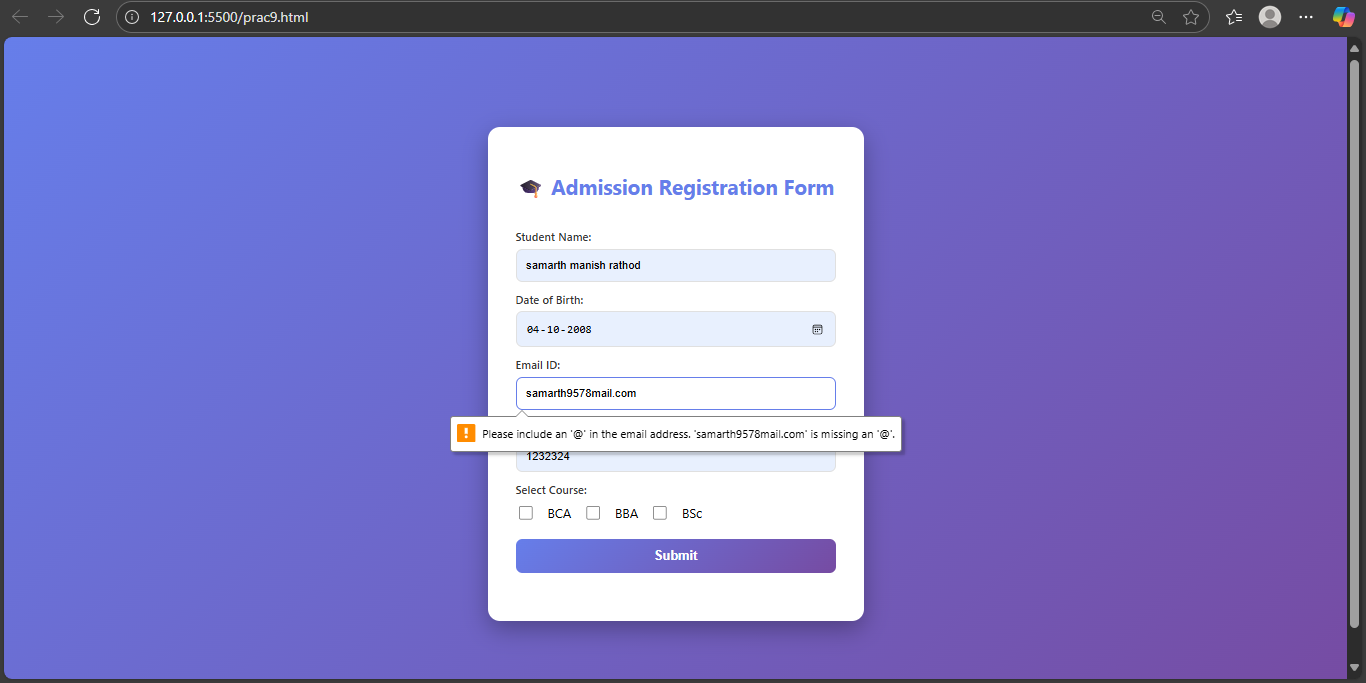 127.0.0.1:5500/prac9.html
Admission Registration Form
Student Name:
samarth manish rathod
Date of Birth:
04-10-2008
Email ID:
samarth9578mail.com
Please include an '@' in the email address. 'samarth9578mail.com' is missing an '@'.
1232324
Select Course:
BCA BBA BSc
Submit